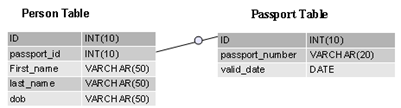 Person Table
ID INT(10)
passport_id INT(10)
First_name VARCHAR(50)
last_name VARCHAR(50)
dob VARCHAR(50)
Passport Table
ID INT(10)
passport_number VARCHAR(20)
valid_date DATE